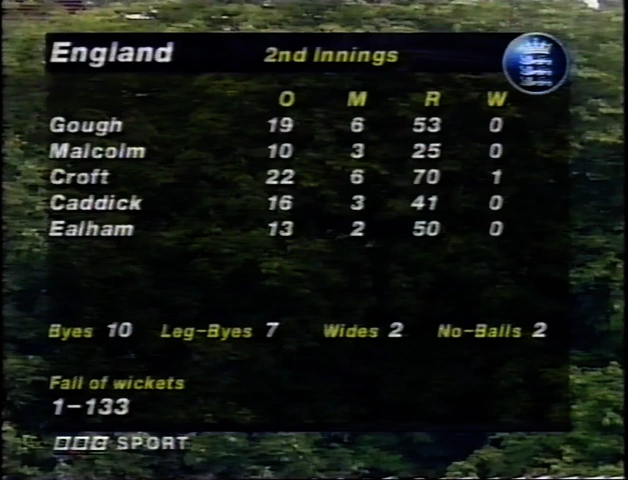 England 2nd Innings
O M R W
Gough 19 6 53 0
Malcolm 10 3 25 0
Croft 22 6 70 1
Caddick 16 3 41 0
Ealham 13 2 50 0
Byes 10 Leg-Byes 7 Wides 2 No-Balls 2
Fall of wickets
1-133
BBC SPORT